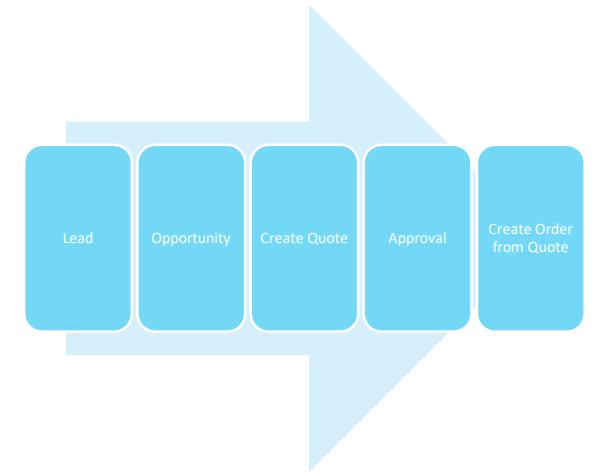 Lead
Opportunity
Create Quote
Approval
Create Order
from Quote